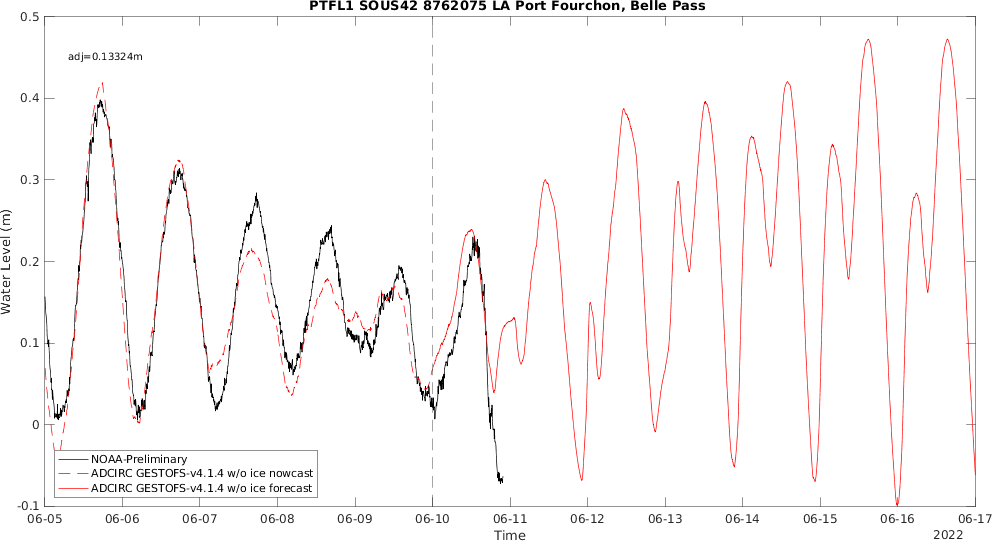 PTFL1 SOUS42 8762075 LA Port Fourchon, Belle Pass
adj=0.13324m
0.5
0.4
0.3
0.2
0.1
0
-0.1
Water Level (m)
NOAA-Preliminary
ADCIRC GESTOFS-v4.1.4 w/o ice nowcast
ADCIRC GESTOFS-v4.1.4 w/o ice forecast
06-05 06-06 06-07 06-08 06-09 06-10 06-11 06-12 06-13 06-14 06-15 06-16 06-17
Time
2022